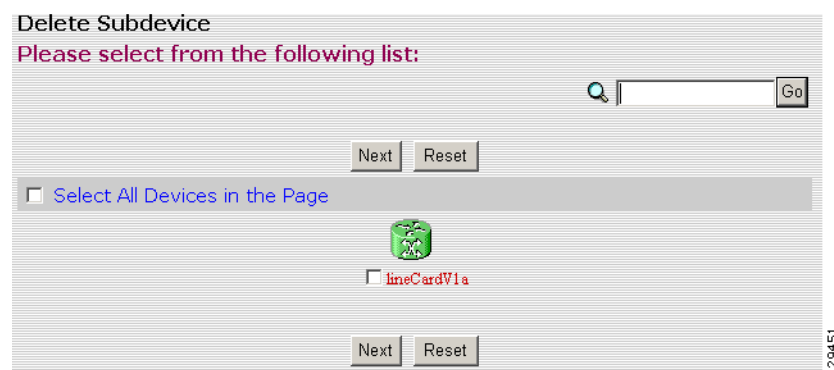 Delete Subdevice
Please select from the following list:
Go
Next Reset
Select All Devices in the Page
lineCardV1a
Next Reset
29451